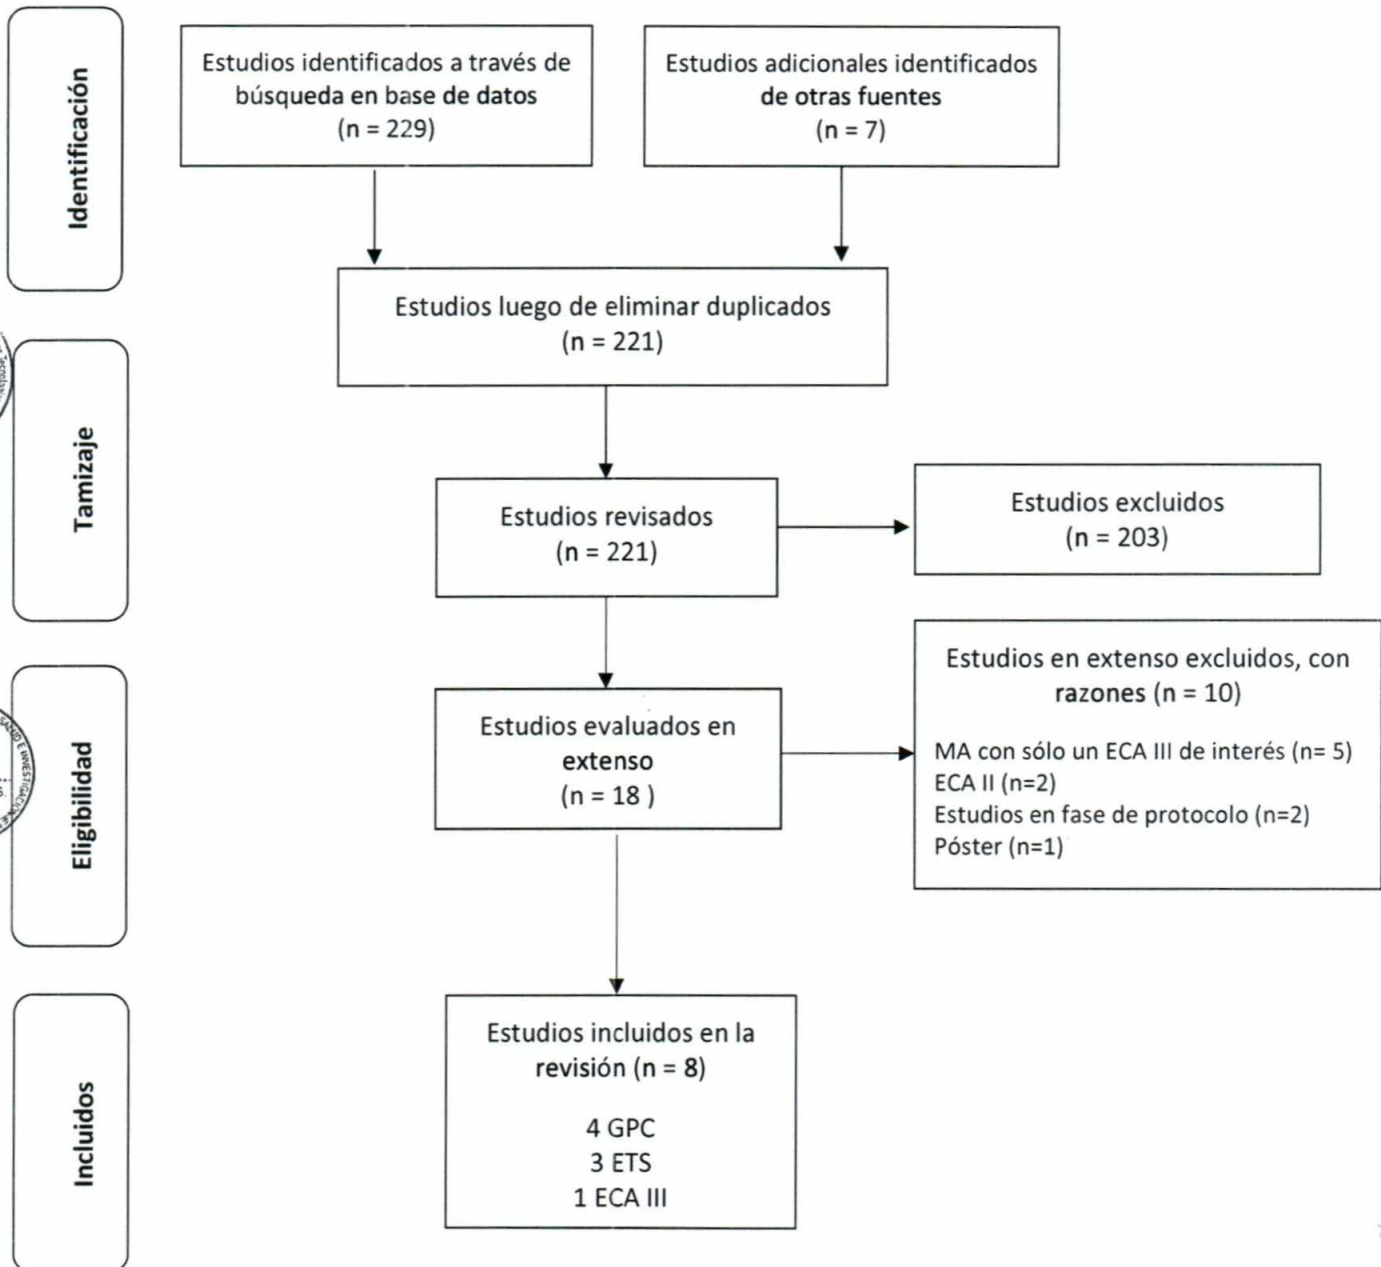 Identificación
Estudios identificados a través de
búsqueda en base de datos
(n = 229)
Estudios adicionales identificados
de otras fuentes
(n = 7)
Estudios luego de eliminar duplicados
(n = 221)
Tamizaje
Estudios revisados
(n = 221)
Estudios excluidos
(n = 203)
Eligibilidad
Estudios evaluados en
extenso
(n = 18 )
Estudios en extenso excluidos, con
razones (n = 10)
MA con sólo un ECA III de interés (n= 5)
ECA II (n=2)
Estudios en fase de protocolo (n=2)
Póster (n=1)
Incluidos
Estudios incluidos en la
revisión (n = 8)
4 GPC
3 ETS
1 ECA III